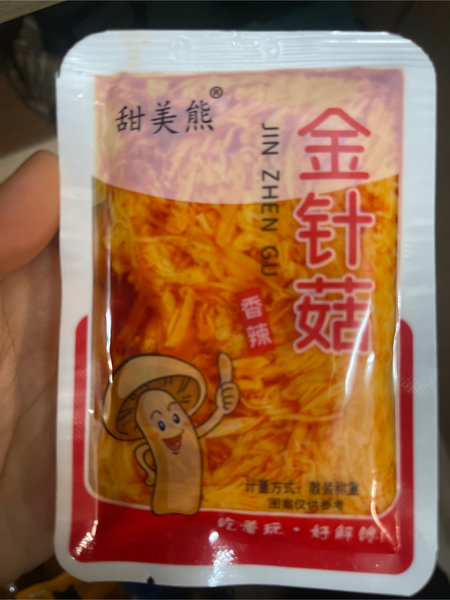 甜美熊®
金针菇
JIN ZHEN GU
香辣
计量方式：散装称重
图案仅供参考
吃着玩·好解馋